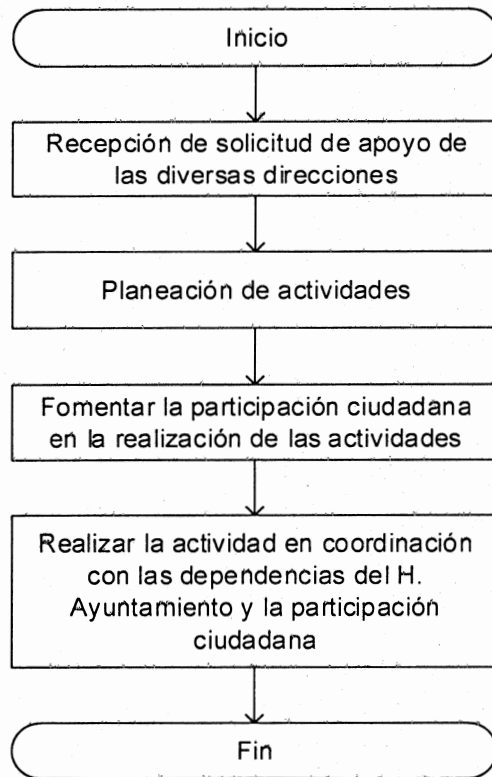 Inicio
Recepción de solicitud de apoyo de
las diversas direcciones
Planeación de actividades
Fomentar la participación ciudadana
en la realización de las actividades
Realizar la actividad en coordinación
con las dependencias del H.
Ayuntamiento y la participación
ciudadana
Fin